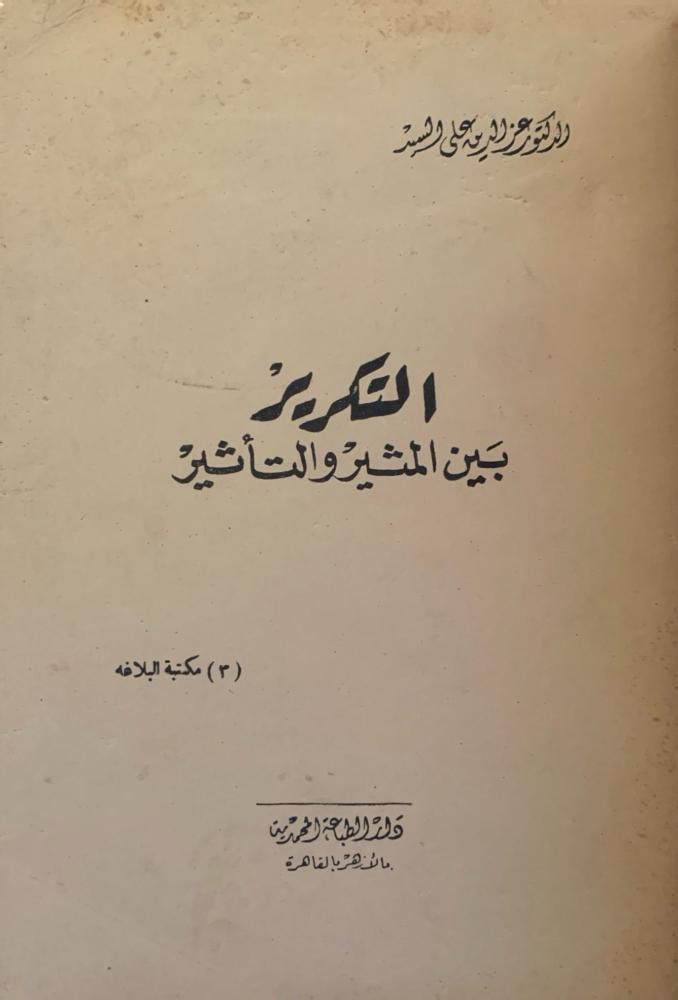 الدكتور عز الدين على السيد
التكرير
بين المثير والتأثير
(٣) مكتبة البلاغه
دار الطباعة المحمدية
بالأزهر بالقاهرة